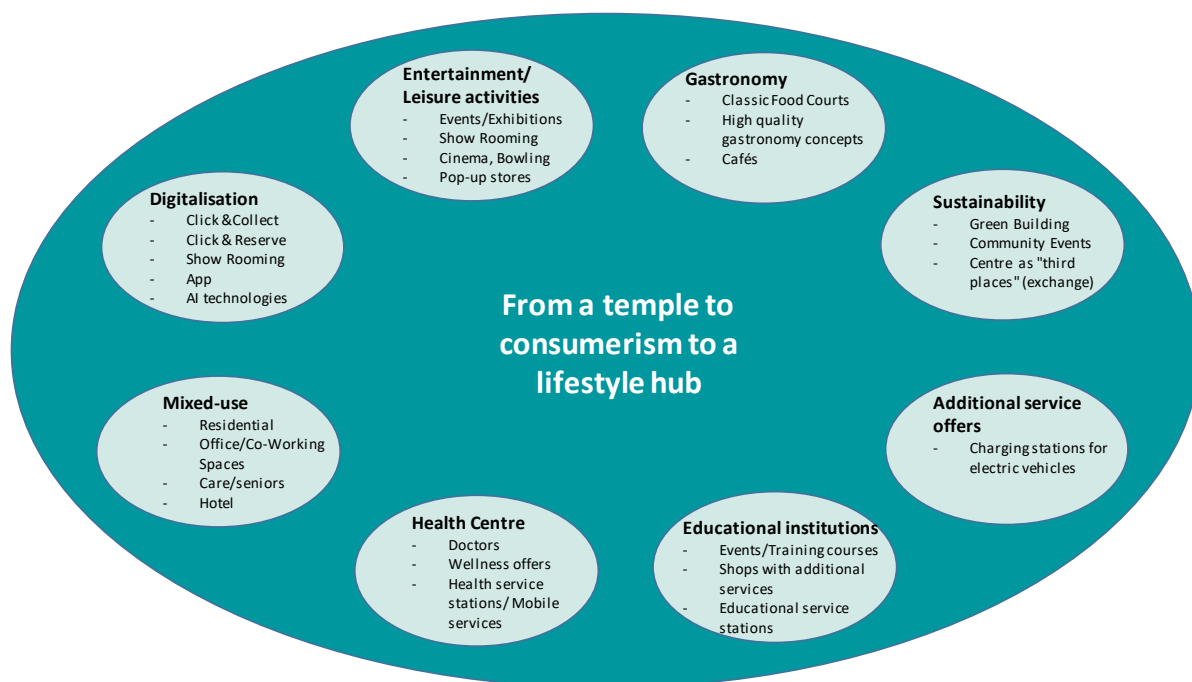 Entertainment/
Leisure activities
- Events/Exhibitions
- Show Rooming
- Cinema, Bowling
- Pop-up stores
Gastronomy
- Classic Food Courts
- High quality
gastronomy concepts
- Cafés
Digitalisation
- Click &Collect
- Click & Reserve
- Show Rooming
- App
- AI technologies
Sustainability
- Green Building
- Community Events
- Centre as "third
places" (exchange)
From a temple to
consumerism to a
lifestyle hub
Mixed-use
- Residential
- Office/Co-Working
Spaces
- Care/seniors
- Hotel
Additional service
offers
- Charging stations for
electric vehicles
Health Centre
- Doctors
- Wellness offers
- Health service
stations/ Mobile
services
Educational institutions
- Events/Training courses
- Shops with additional
services
- Educational service
stations